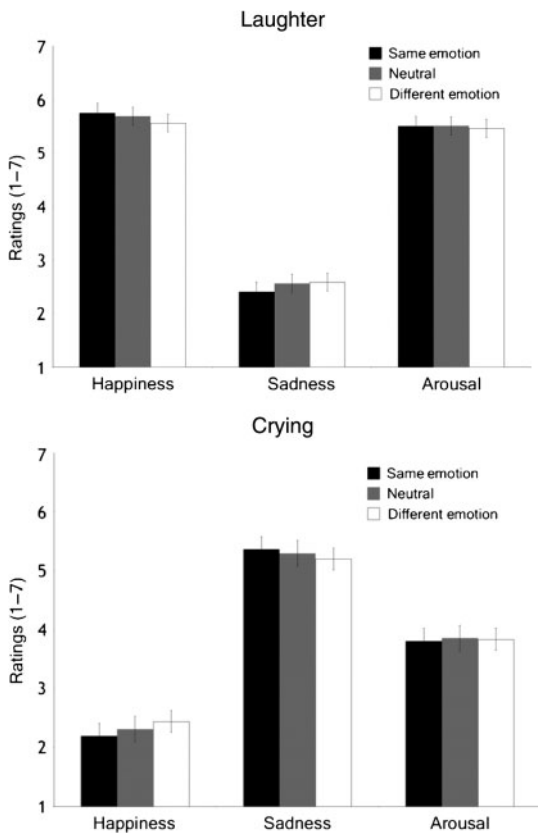 Laughter
7
6
5
4
3
2
1
Ratings (1–7)
Same emotion
Neutral
Different emotion
Happiness Sadness Arousal
Crying
7
6
5
4
3
2
1
Ratings (1–7)
Same emotion
Neutral
Different emotion
Happiness Sadness Arousal